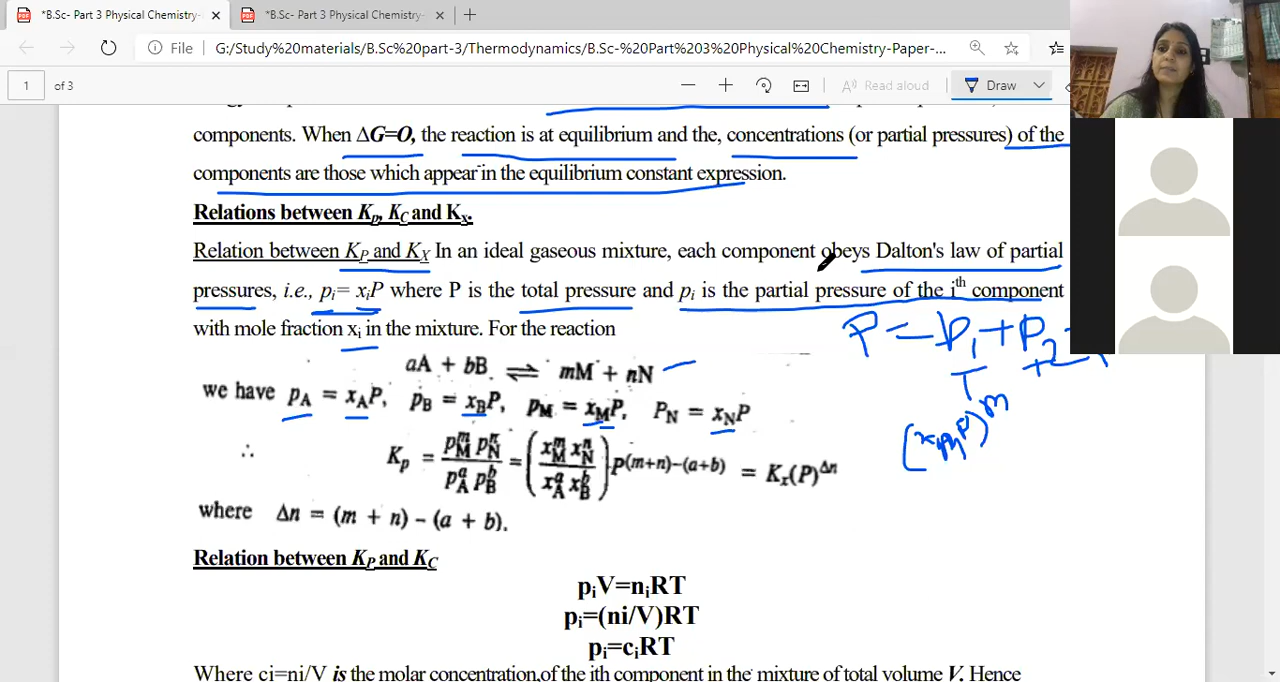 *B.Sc- Part 3 Physical Chemistry-
*B.Sc- Part 3 Physical Chemistry-
File G:/Study%20materials/B.Sc%20part-3/Thermodynamics/B.Sc-%20Part%203%20Physical%20Chemistry-Paper-...
1 of 3 Read aloud Draw
components. When ΔG=O, the reaction is at equilibrium and the, concentrations (or partial pressures) of the
components are those which appear in the equilibrium constant expression.
Relations between Kp, KC and Kx.
Relation between KP and KX In an ideal gaseous mixture, each component obeys Dalton's law of partial
pressures, i.e., pi= xiP where P is the total pressure and pi is the partial pressure of the ith component
with mole fraction xi in the mixture. For the reaction
P = p1 + p2
aA + bB ⇌ mM + nN
we have pA = xAP, pB = xBP, pM = xMP, PN = xNP
(xMP)^m
∴ Kp = pM^m pN^n / pA^a pB^b = (xM^m xN^n / xA^a xB^b) P^(m+n)−(a+b) = Kx(P)^Δn
where Δn = (m + n) − (a + b).
Relation between KP and KC
piV=niRT
pi=(ni/V)RT
pi=ciRT
Where ci=ni/V is the molar concentration of the ith component in the mixture of total volume V. Hence